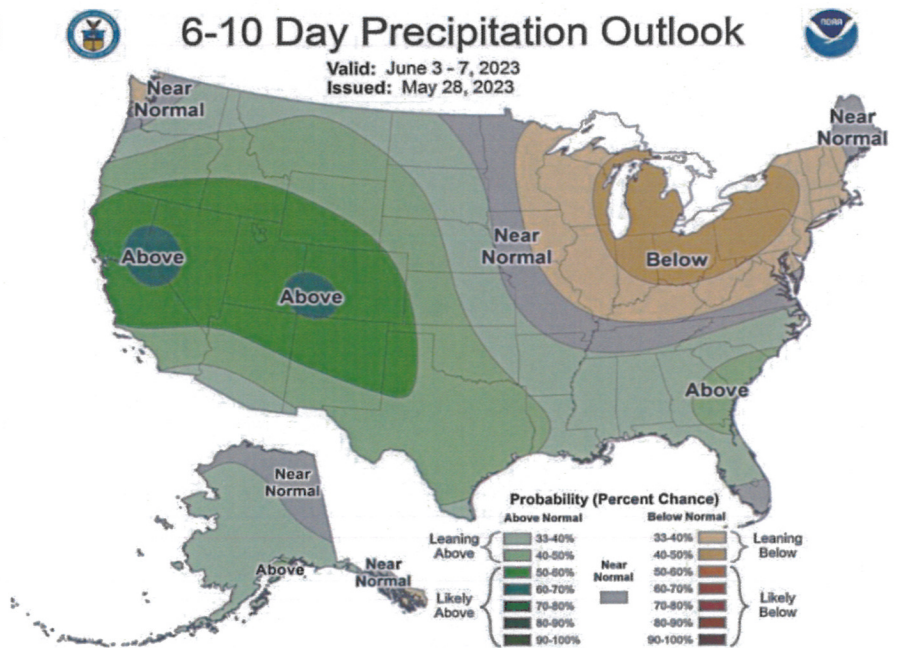 NOAA
6-10 Day Precipitation Outlook
Valid: June 3 - 7, 2023
Issued: May 28, 2023
Near
Normal
Near
Normal
Near
Normal
Above
Below
Above
Above
Near
Normal
Above
Near
Normal
Probability (Percent Chance)
Above Normal
Below Normal
Leaning
Above
33-40%
40-50%
33-40%
40-50%
Leaning
Below
Near
Normal
Likely
Above
50-60%
60-70%
70-80%
80-90%
90-100%
50-60%
60-70%
70-80%
80-90%
90-100%
Likely
Below